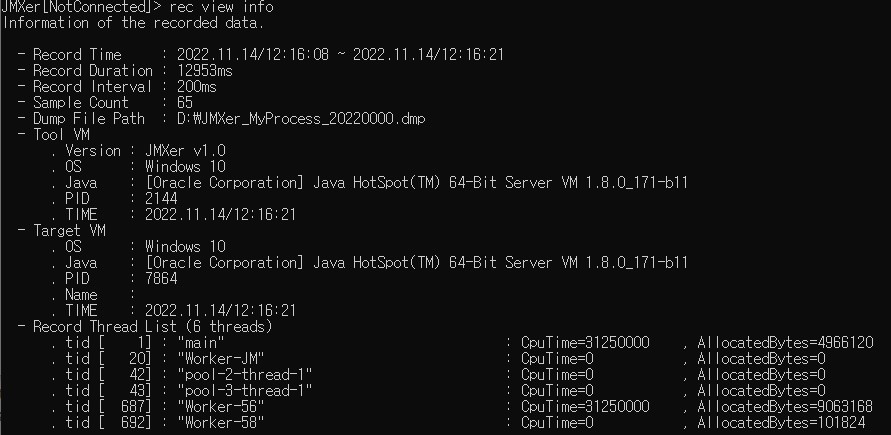 JMXer[NotConnected]> rec view info
Information of the recorded data.
- Record Time : 2022.11.14/12:16:08 ~ 2022.11.14/12:16:21
- Record Duration : 12953ms
- Record Interval : 200ms
- Sample Count : 65
- Dump File Path : D:₩JMXer_MyProcess_20220000.dmp
- Tool VM
. Version : JMXer v1.0
. OS : Windows 10
. Java : [Oracle Corporation] Java HotSpot(TM) 64-Bit Server VM 1.8.0_171-b11
. PID : 2144
. TIME : 2022.11.14/12:16:21
- Target VM
. OS : Windows 10
. Java : [Oracle Corporation] Java HotSpot(TM) 64-Bit Server VM 1.8.0_171-b11
. PID : 7864
. Name :
. TIME : 2022.11.14/12:16:21
- Record Thread List (6 threads)
. tid [ 1] : "main" : CpuTime=31250000 , AllocatedBytes=4966120
. tid [ 20] : "Worker-JM" : CpuTime=0 , AllocatedBytes=0
. tid [ 42] : "pool-2-thread-1" : CpuTime=0 , AllocatedBytes=0
. tid [ 43] : "pool-3-thread-1" : CpuTime=0 , AllocatedBytes=0
. tid [ 687] : "Worker-56" : CpuTime=31250000 , AllocatedBytes=9063168
. tid [ 692] : "Worker-58" : CpuTime=0 , AllocatedBytes=101824